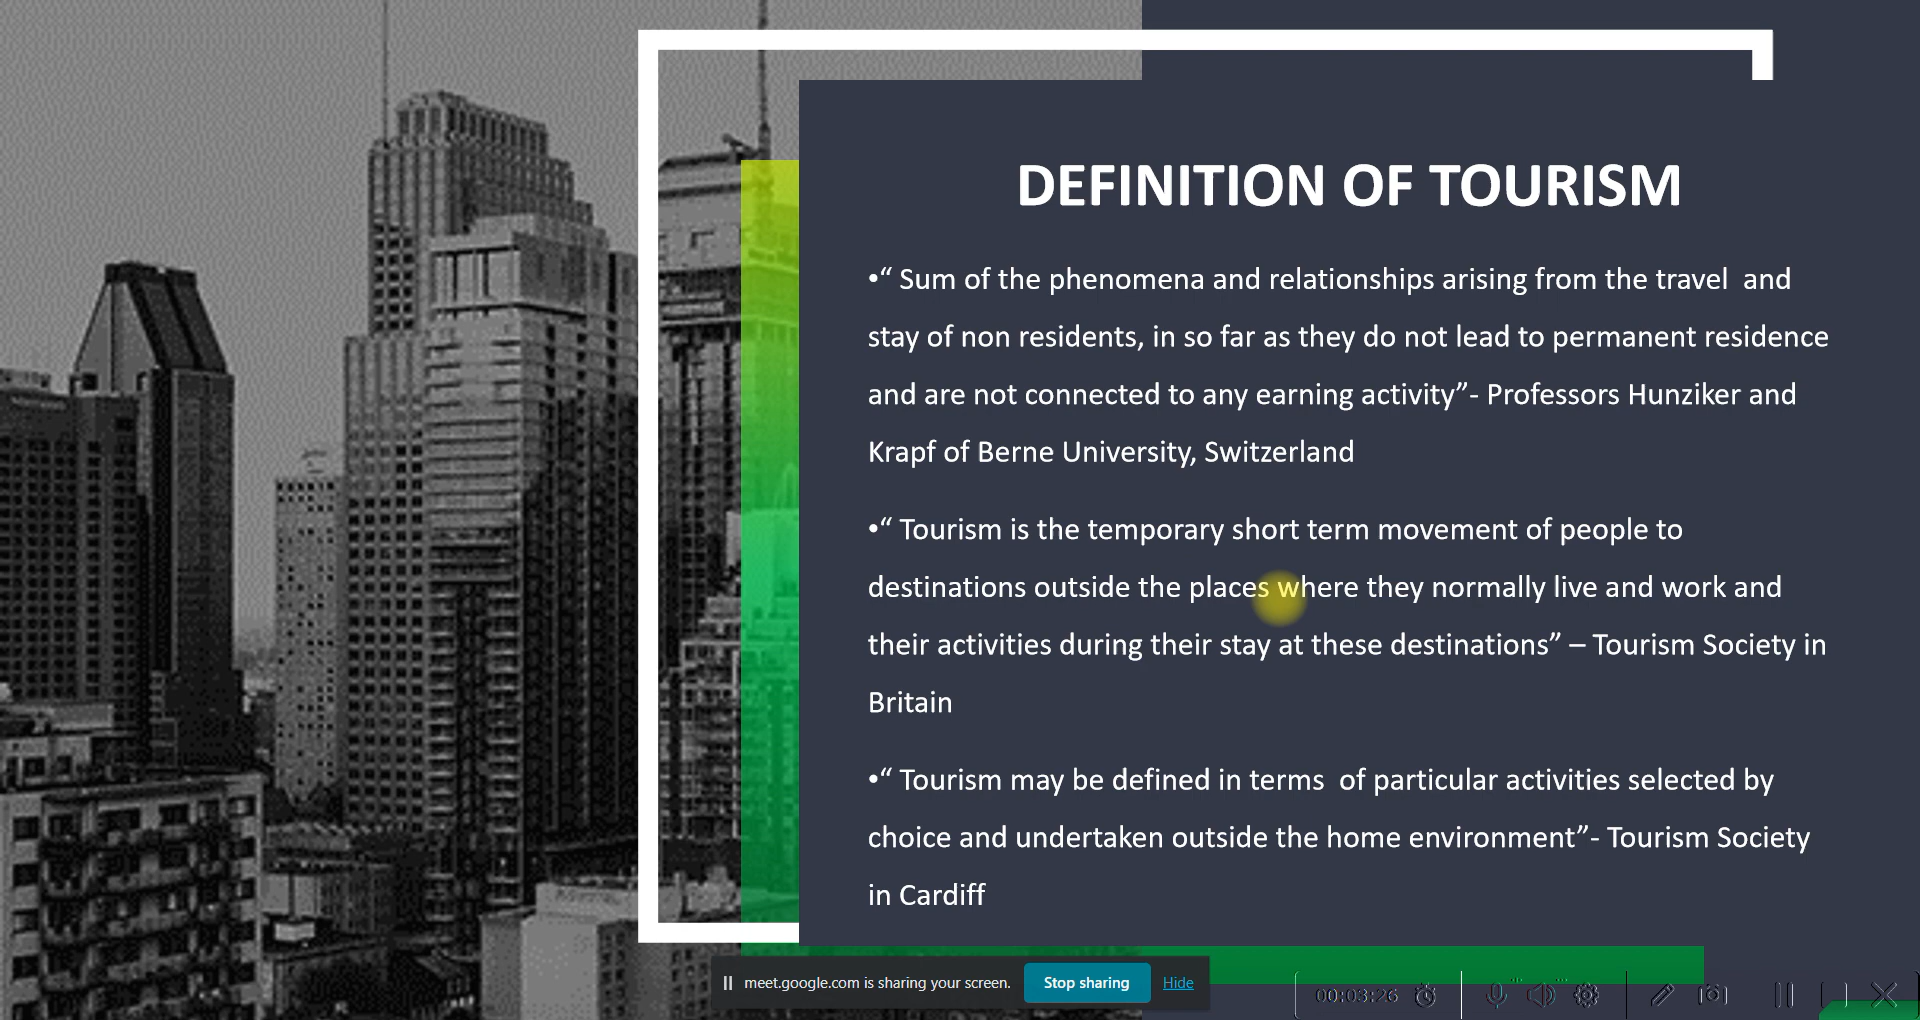 DEFINITION OF TOURISM
•“ Sum of the phenomena and relationships arising from the travel  and
stay of non residents, in so far as they do not lead to permanent residence
and are not connected to any earning activity”- Professors Hunziker and
Krapf of Berne University, Switzerland
•“ Tourism is the temporary short term movement of people to
destinations outside the places where they normally live and work and
their activities during their stay at these destinations” – Tourism Society in
Britain
•“ Tourism may be defined in terms  of particular activities selected by
choice and undertaken outside the home environment”- Tourism Society
in Cardiff
meet.google.com is sharing your screen. Stop sharing Hide
00:03:26